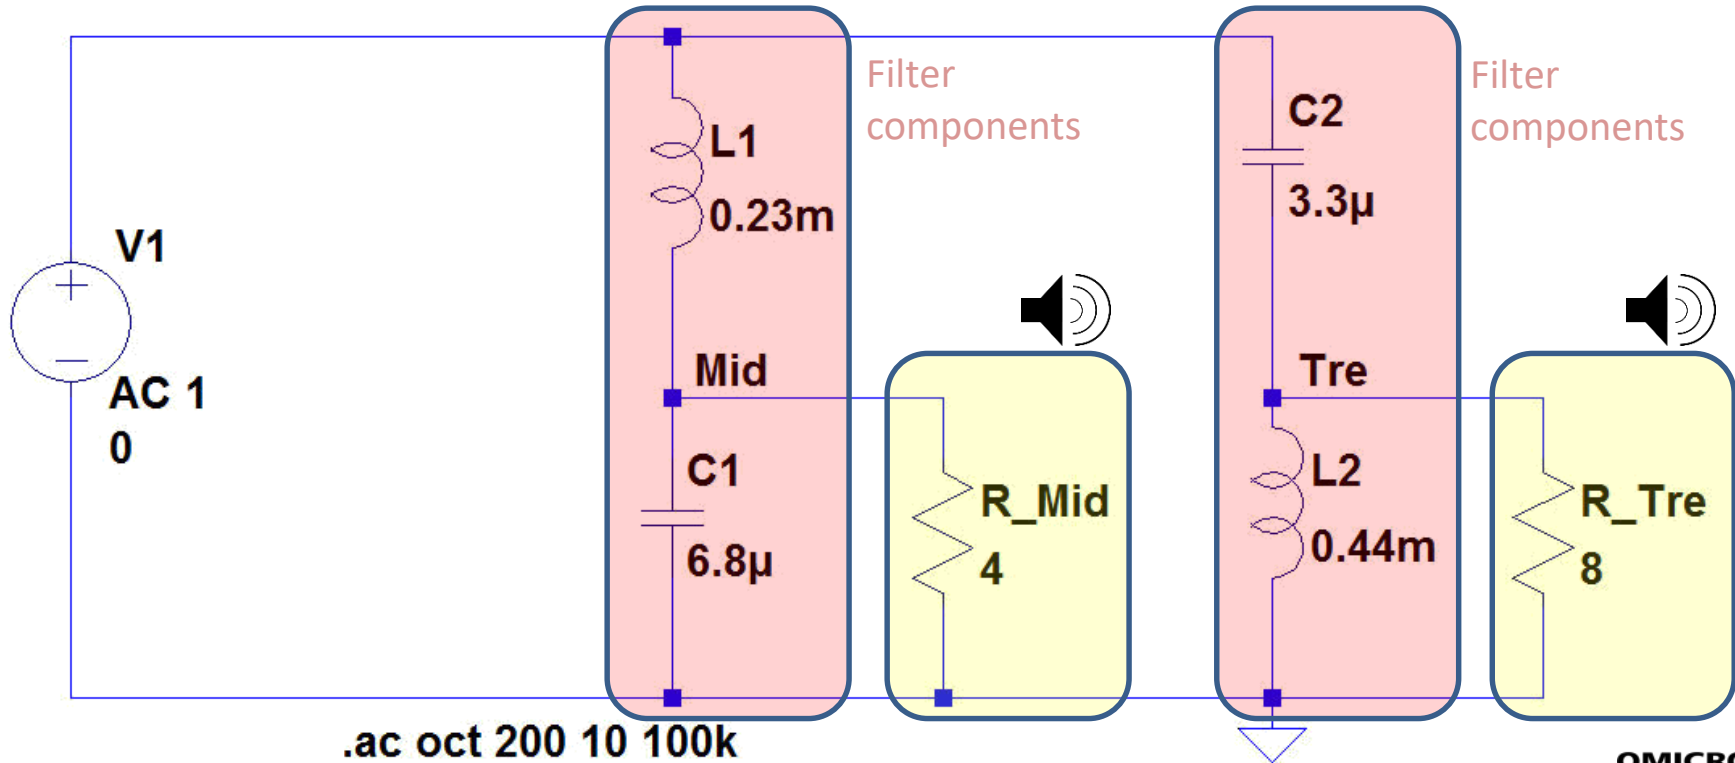 Filter
components
Filter
components
L1
0.23m
C2
3.3µ
V1
AC 1
0
Mid
Tre
C1
6.8µ
R_Mid
4
L2
0.44m
R_Tre
8
.ac oct 200 10 100k